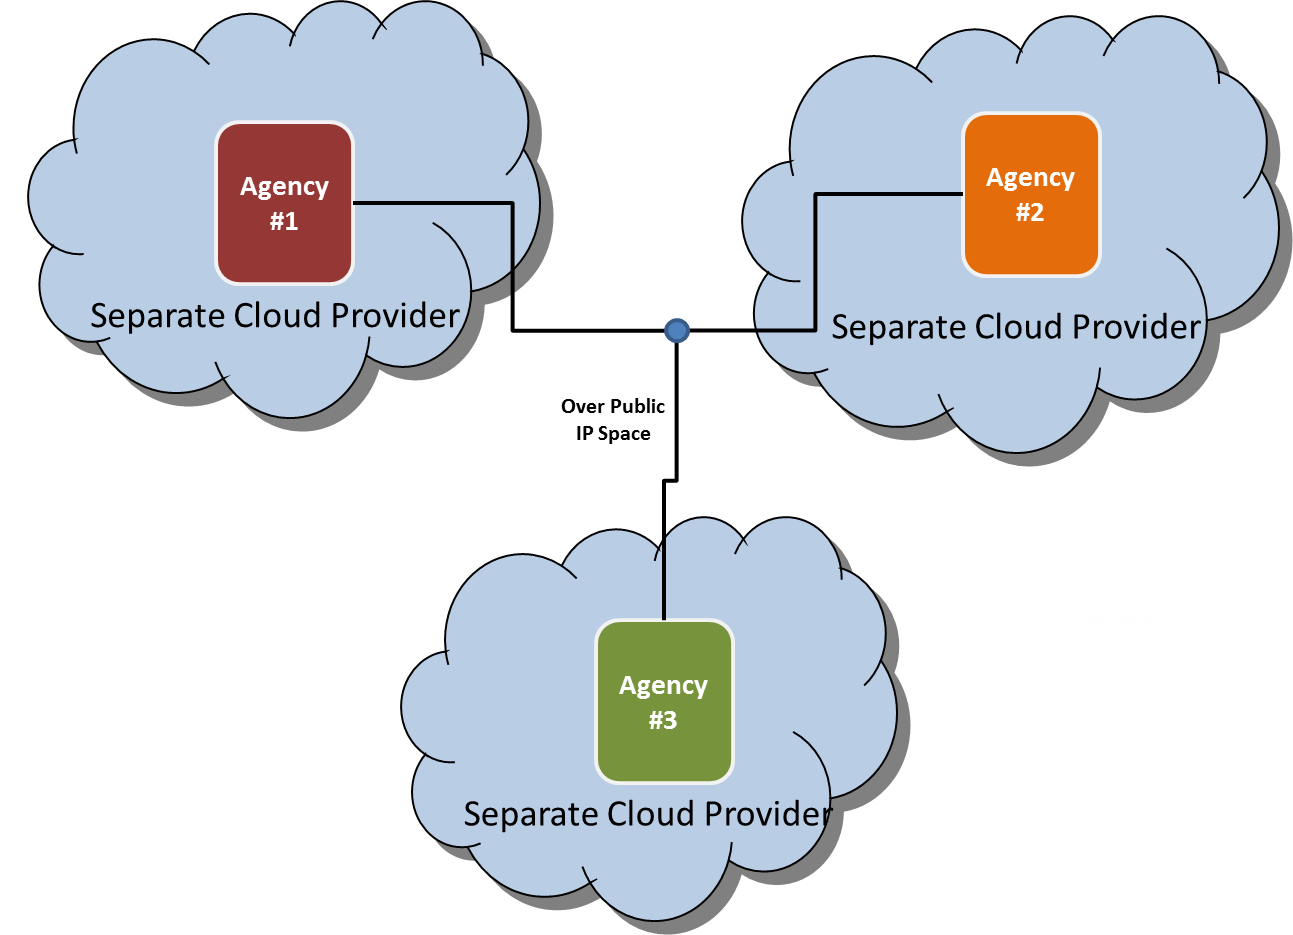 Agency
#1
Separate Cloud Provider
Agency
#2
Separate Cloud Provider
Over Public
IP Space
Agency
#3
Separate Cloud Provider